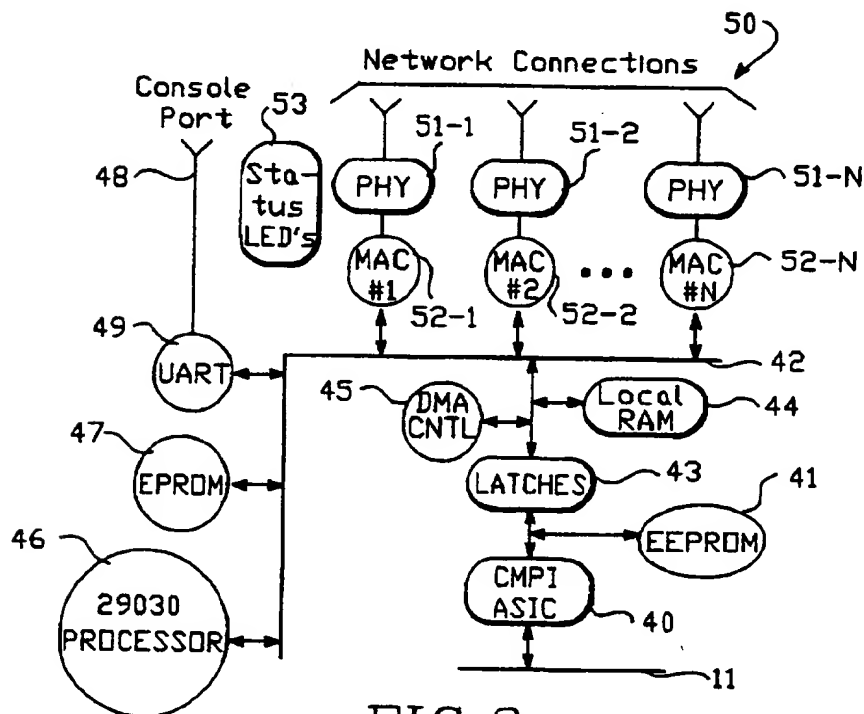 50
Network Connections
Console
Port
53
48
Sta-
tus
LED's
51-1
51-2
51-N
PHY
PHY
PHY
MAC
#1
MAC
#2
MAC
#N
52-1
52-2
52-N
49
UART
42
45
DMA
CNTL
Local
RAM
44
47
EPROM
LATCHES
43
41
EEPROM
46
29030
PROCESSOR
CMPI
ASIC
40
11